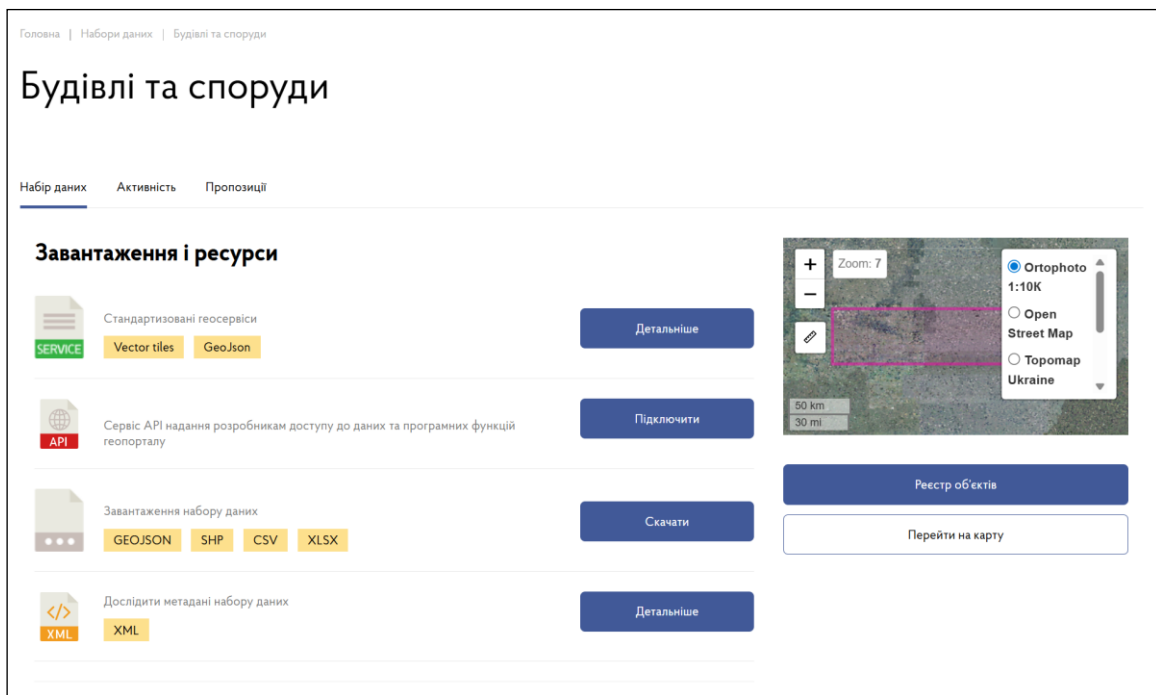 Головна | Набори даних | Будівлі та споруди
Будівлі та споруди
Набір даних Активність Пропозиції
Завантаження і ресурси
SERVICE
Стандартизовані геосервіси
Vector tiles GeoJson
Детальніше
API
Сервіс API надання розробникам доступу до даних та програмних функцій
геопорталу
Підключити
Завантаження набору даних
GEOJSON SHP CSV XLSX
Скачати
</> XML
Дослідити метадані набору даних
XML
Детальніше
+ Zoom: 7
−
Ortophoto
1:10К
Open
Street Map
Topomap
Ukraine
50 km
30 mi
Реєстр об'єктів
Перейти на карту